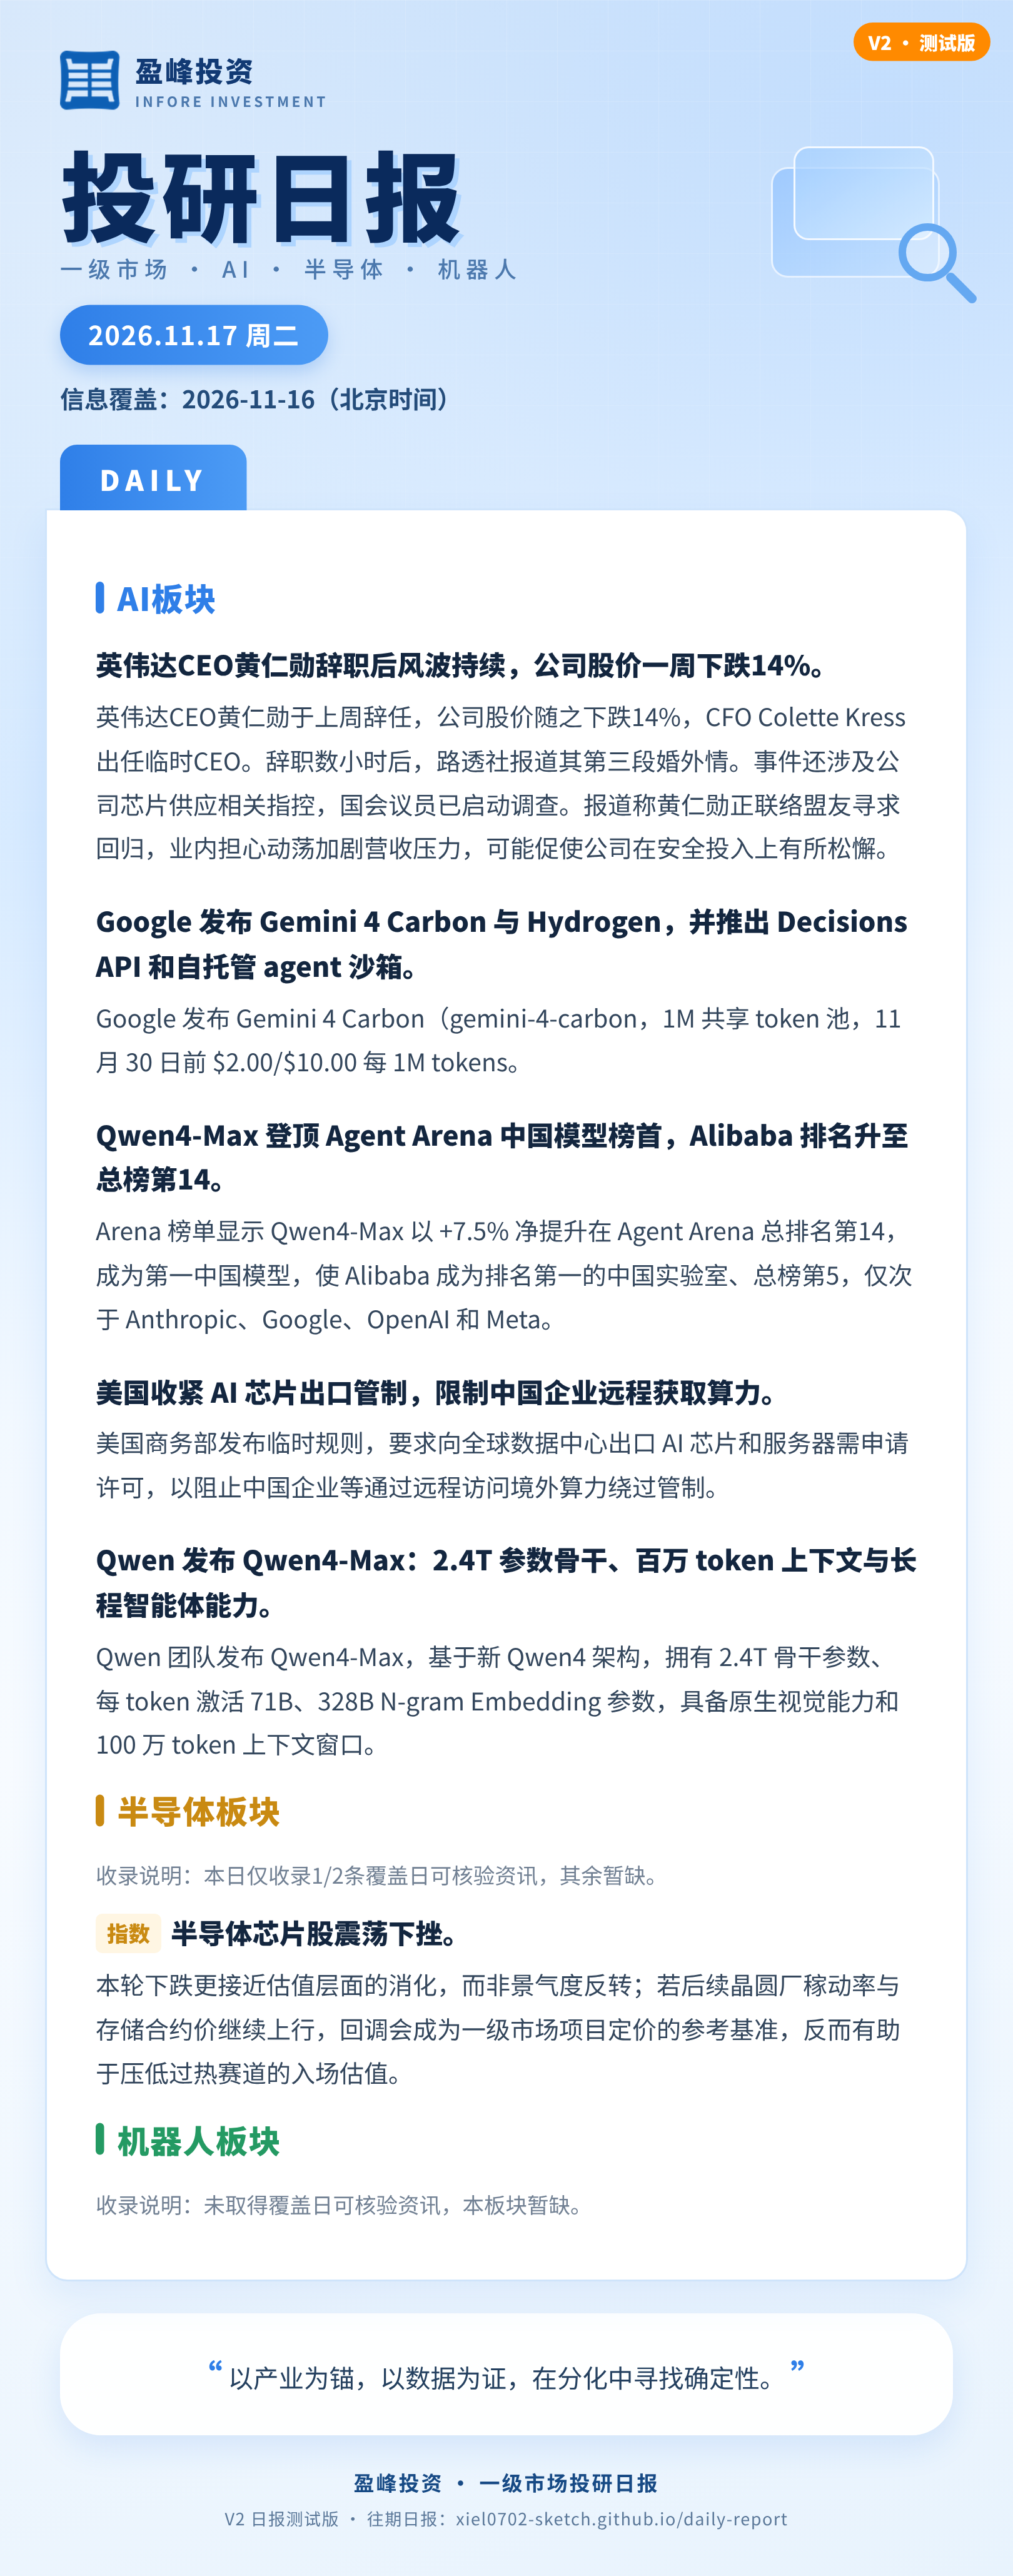 V2 · 测试版
盈峰投资
INFORE INVESTMENT
投研日报
一级市场 · AI · 半导体 · 机器人
2026.11.17 周二
信息覆盖：2026-11-16（北京时间）
DAILY
AI板块
英伟达CEO黄仁勋辞职后风波持续，公司股价一周下跌14%。
英伟达CEO黄仁勋于上周辞任，公司股价随之下跌14%，CFO Colette Kress
出任临时CEO。辞职数小时后，路透社报道其第三段婚外情。事件还涉及公
司芯片供应相关指控，国会议员已启动调查。报道称黄仁勋正联络盟友寻求
回归，业内担心动荡加剧营收压力，可能促使公司在安全投入上有所松懈。
Google 发布 Gemini 4 Carbon 与 Hydrogen，并推出 Decisions
API 和自托管 agent 沙箱。
Google 发布 Gemini 4 Carbon（gemini-4-carbon，1M 共享 token 池，11
月 30 日前 $2.00/$10.00 每 1M tokens。
Qwen4-Max 登顶 Agent Arena 中国模型榜首，Alibaba 排名升至
总榜第14。
Arena 榜单显示 Qwen4-Max 以 +7.5% 净提升在 Agent Arena 总排名第14，
成为第一中国模型，使 Alibaba 成为排名第一的中国实验室、总榜第5，仅次
于 Anthropic、Google、OpenAI 和 Meta。
美国收紧 AI 芯片出口管制，限制中国企业远程获取算力。
美国商务部发布临时规则，要求向全球数据中心出口 AI 芯片和服务器需申请
许可，以阻止中国企业等通过远程访问境外算力绕过管制。
Qwen 发布 Qwen4-Max：2.4T 参数骨干、百万 token 上下文与长
程智能体能力。
Qwen 团队发布 Qwen4-Max，基于新 Qwen4 架构，拥有 2.4T 骨干参数、
每 token 激活 71B、328B N-gram Embedding 参数，具备原生视觉能力和
100 万 token 上下文窗口。
半导体板块
收录说明：本日仅收录1/2条覆盖日可核验资讯，其余暂缺。
指数 半导体芯片股震荡下挫。
本轮下跌更接近估值层面的消化，而非景气度反转；若后续晶圆厂稼动率与
存储合约价继续上行，回调会成为一级市场项目定价的参考基准，反而有助
于压低过热赛道的入场估值。
机器人板块
收录说明：未取得覆盖日可核验资讯，本板块暂缺。
“以产业为锚，以数据为证，在分化中寻找确定性。”
盈峰投资 · 一级市场投研日报
V2 日报测试版 · 往期日报：xiel0702-sketch.github.io/daily-report